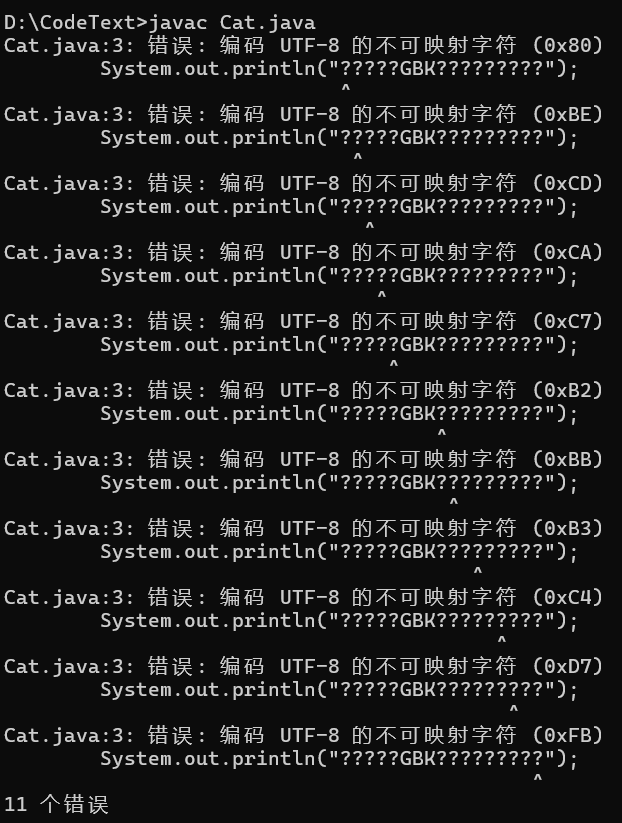 D:\CodeText>javac Cat.java
Cat.java:3: 错误: 编码 UTF-8 的不可映射字符 (0x80)
        System.out.println("?????GBK?????????");
                            ^
Cat.java:3: 错误: 编码 UTF-8 的不可映射字符 (0xBE)
        System.out.println("?????GBK?????????");
                             ^
Cat.java:3: 错误: 编码 UTF-8 的不可映射字符 (0xCD)
        System.out.println("?????GBK?????????");
                              ^
Cat.java:3: 错误: 编码 UTF-8 的不可映射字符 (0xCA)
        System.out.println("?????GBK?????????");
                               ^
Cat.java:3: 错误: 编码 UTF-8 的不可映射字符 (0xC7)
        System.out.println("?????GBK?????????");
                                ^
Cat.java:3: 错误: 编码 UTF-8 的不可映射字符 (0xB2)
        System.out.println("?????GBK?????????");
                                    ^
Cat.java:3: 错误: 编码 UTF-8 的不可映射字符 (0xBB)
        System.out.println("?????GBK?????????");
                                     ^
Cat.java:3: 错误: 编码 UTF-8 的不可映射字符 (0xB3)
        System.out.println("?????GBK?????????");
                                       ^
Cat.java:3: 错误: 编码 UTF-8 的不可映射字符 (0xC4)
        System.out.println("?????GBK?????????");
                                         ^
Cat.java:3: 错误: 编码 UTF-8 的不可映射字符 (0xD7)
        System.out.println("?????GBK?????????");
                                          ^
Cat.java:3: 错误: 编码 UTF-8 的不可映射字符 (0xFB)
        System.out.println("?????GBK?????????");
                                            ^
11 个错误